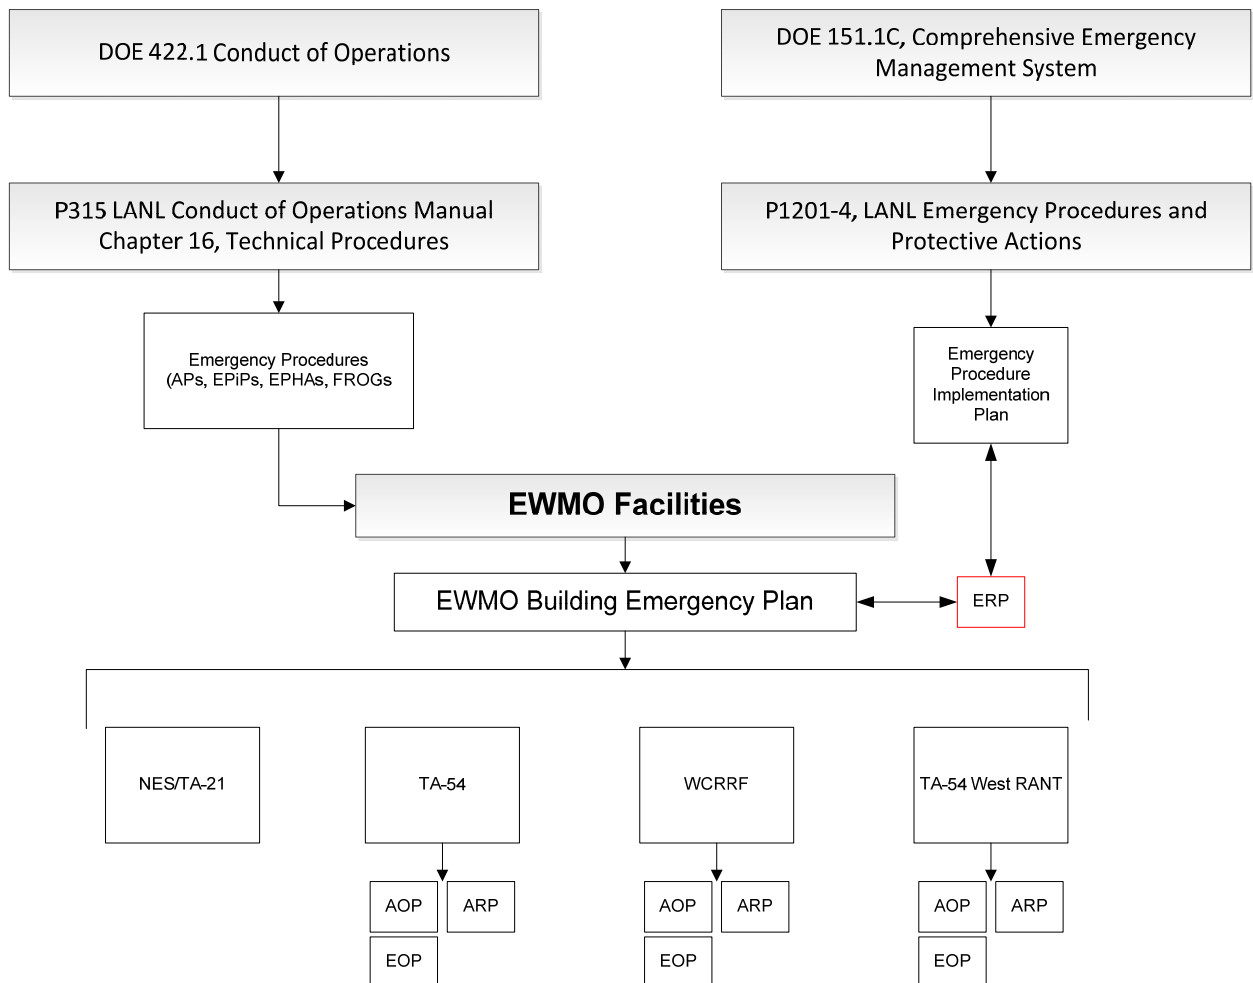 DOE 422.1 Conduct of Operations
DOE 151.1C, Comprehensive Emergency
Management System
P315 LANL Conduct of Operations Manual
Chapter 16, Technical Procedures
P1201-4, LANL Emergency Procedures and
Protective Actions
Emergency Procedures
(APs, EPiPs, EPHAs, FROGs
Emergency
Procedure
Implementation
Plan
EWMO Facilities
EWMO Building Emergency Plan
ERP
NES/TA-21
TA-54
WCRRF
TA-54 West RANT
AOP
ARP
EOP
AOP
ARP
EOP
AOP
ARP
EOP